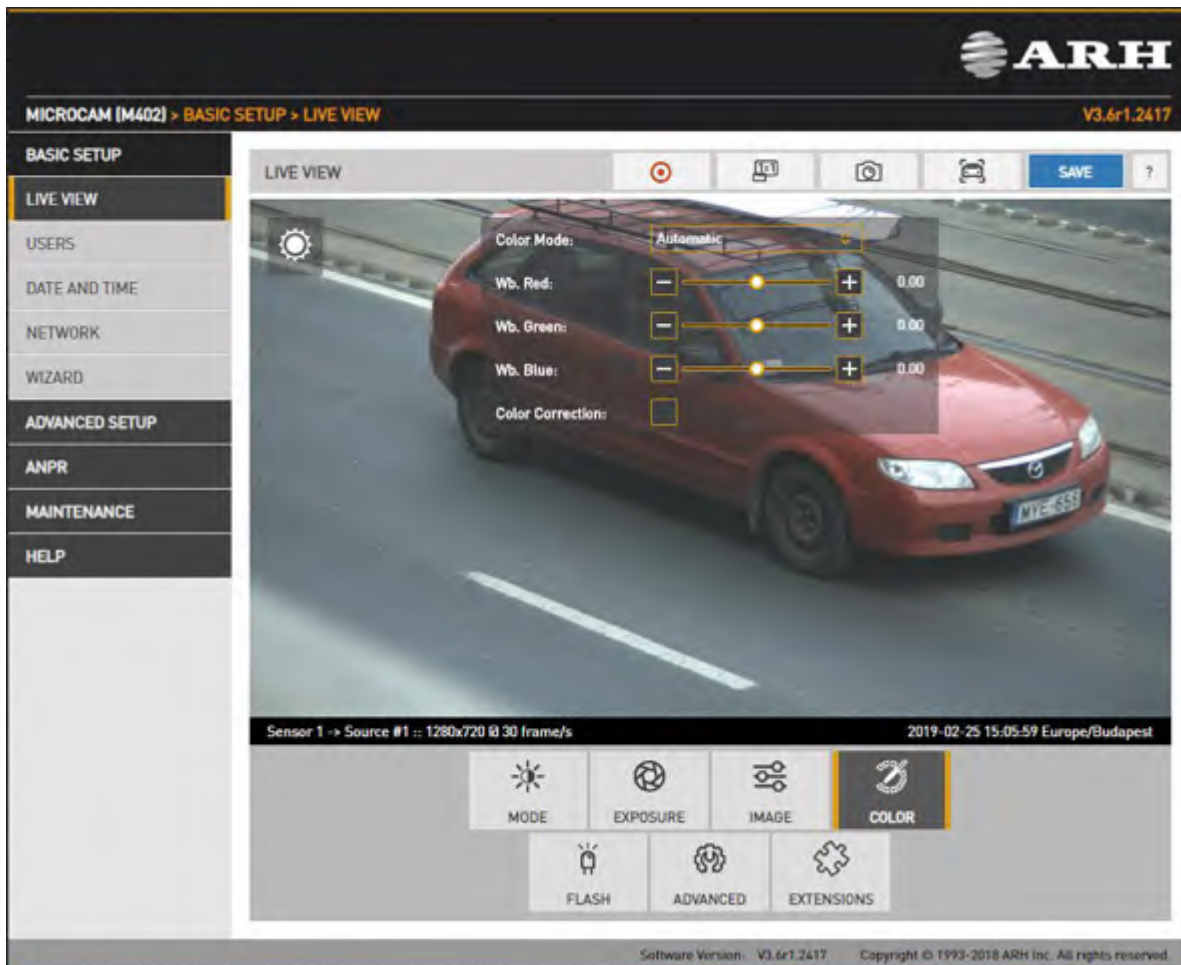 ARH
MICROCAM (M402) > BASIC SETUP > LIVE VIEW
V3.6r1.2417
BASIC SETUP
LIVE VIEW
USERS
DATE AND TIME
NETWORK
WIZARD
ADVANCED SETUP
ANPR
MAINTENANCE
HELP
LIVE VIEW
1:1
SAVE
?
Color Mode: Automatic
Wb. Red: 0.00
Wb. Green: 0.00
Wb. Blue: 0.00
Color Correction:
MYE-655
Sensor 1 -> Source #1 :: 1280x720 @ 30 frame/s
2019-02-25 15:05:59 Europe/Budapest
MODE
EXPOSURE
IMAGE
COLOR
FLASH
ADVANCED
EXTENSIONS
Software Version: V3.6r1.2417
Copyright © 1993-2018 ARH Inc. All rights reserved.